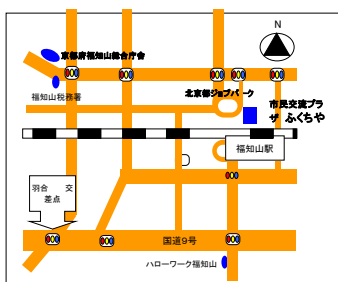 N
京都府福知山総合庁舎
北京都ジョブパーク
福知山税務署
市民交流プラ
ザ ふくちや
福知山駅
羽合 交
差点
国道9号
ハローワーク福知山